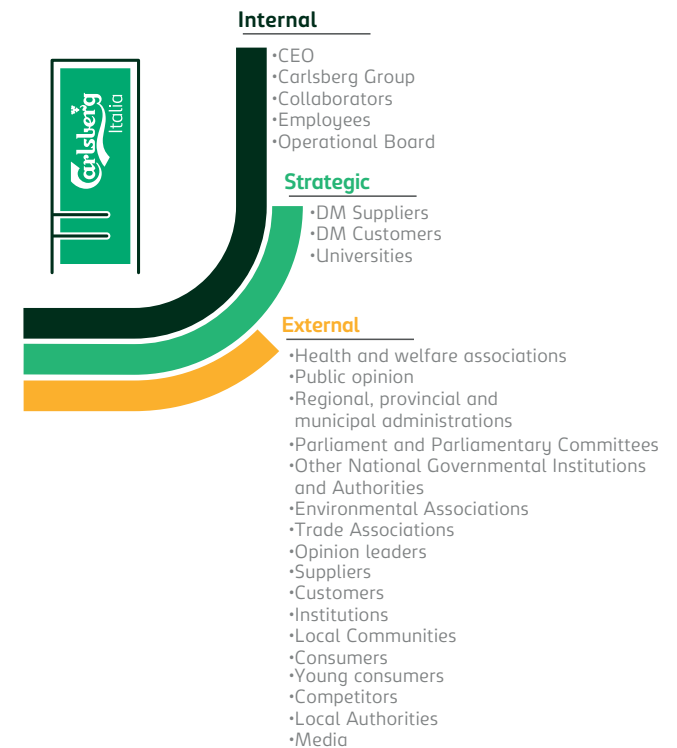 Carlsberg
Italia
Internal
•CEO
•Carlsberg Group
•Collaborators
•Employees
•Operational Board
Strategic
•DM Suppliers
•DM Customers
•Universities
External
•Health and welfare associations
•Public opinion
•Regional, provincial and
municipal administrations
•Parliament and Parliamentary Committees
•Other National Governmental Institutions
and Authorities
•Environmental Associations
•Trade Associations
•Opinion leaders
•Suppliers
•Customers
•Institutions
•Local Communities
•Consumers
•Young consumers
•Competitors
•Local Authorities
•Media